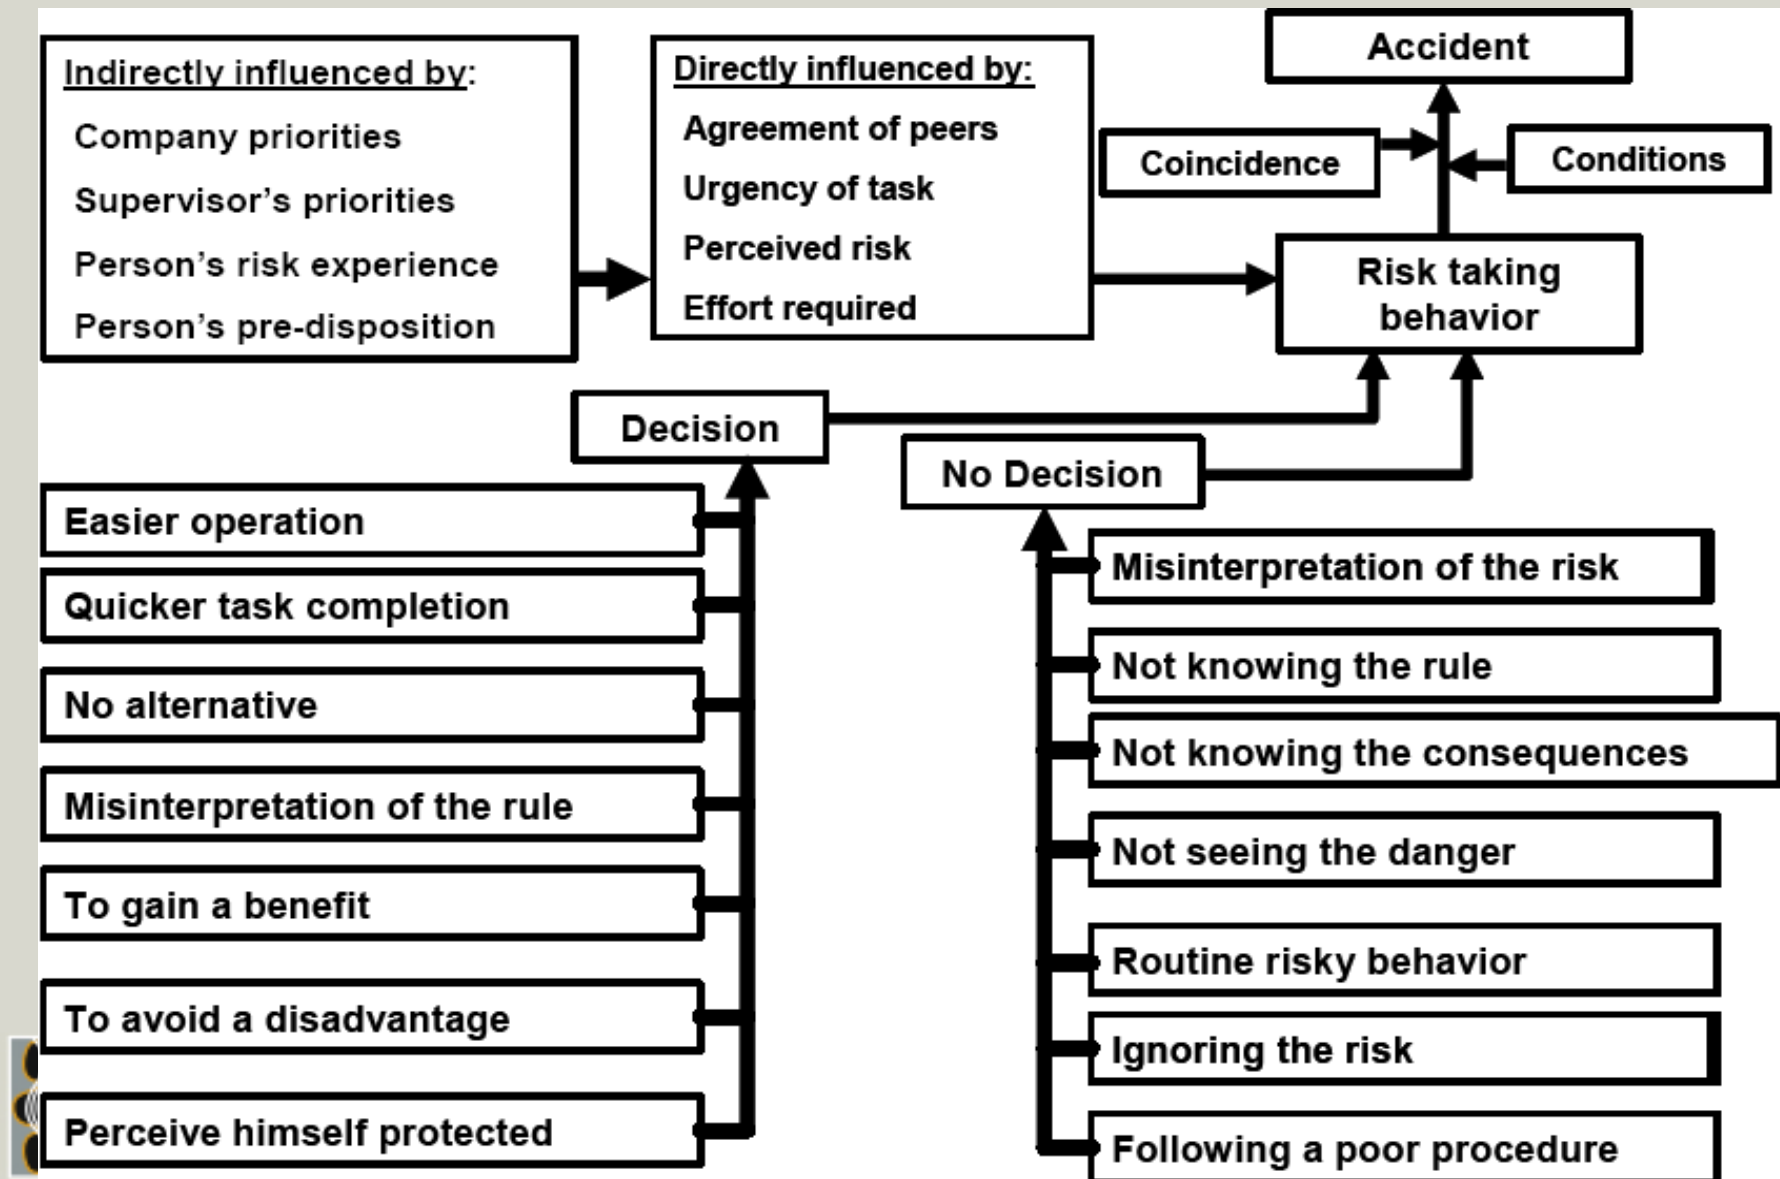 Indirectly influenced by:
Company priorities
Supervisor's priorities
Person's risk experience
Person's pre-disposition
Directly influenced by:
Agreement of peers
Urgency of task
Perceived risk
Effort required
Accident
Coincidence
Conditions
Risk taking
behavior
Decision
No Decision
Easier operation
Quicker task completion
No alternative
Misinterpretation of the rule
To gain a benefit
To avoid a disadvantage
Perceive himself protected
Misinterpretation of the risk
Not knowing the rule
Not knowing the consequences
Not seeing the danger
Routine risky behavior
Ignoring the risk
Following a poor procedure